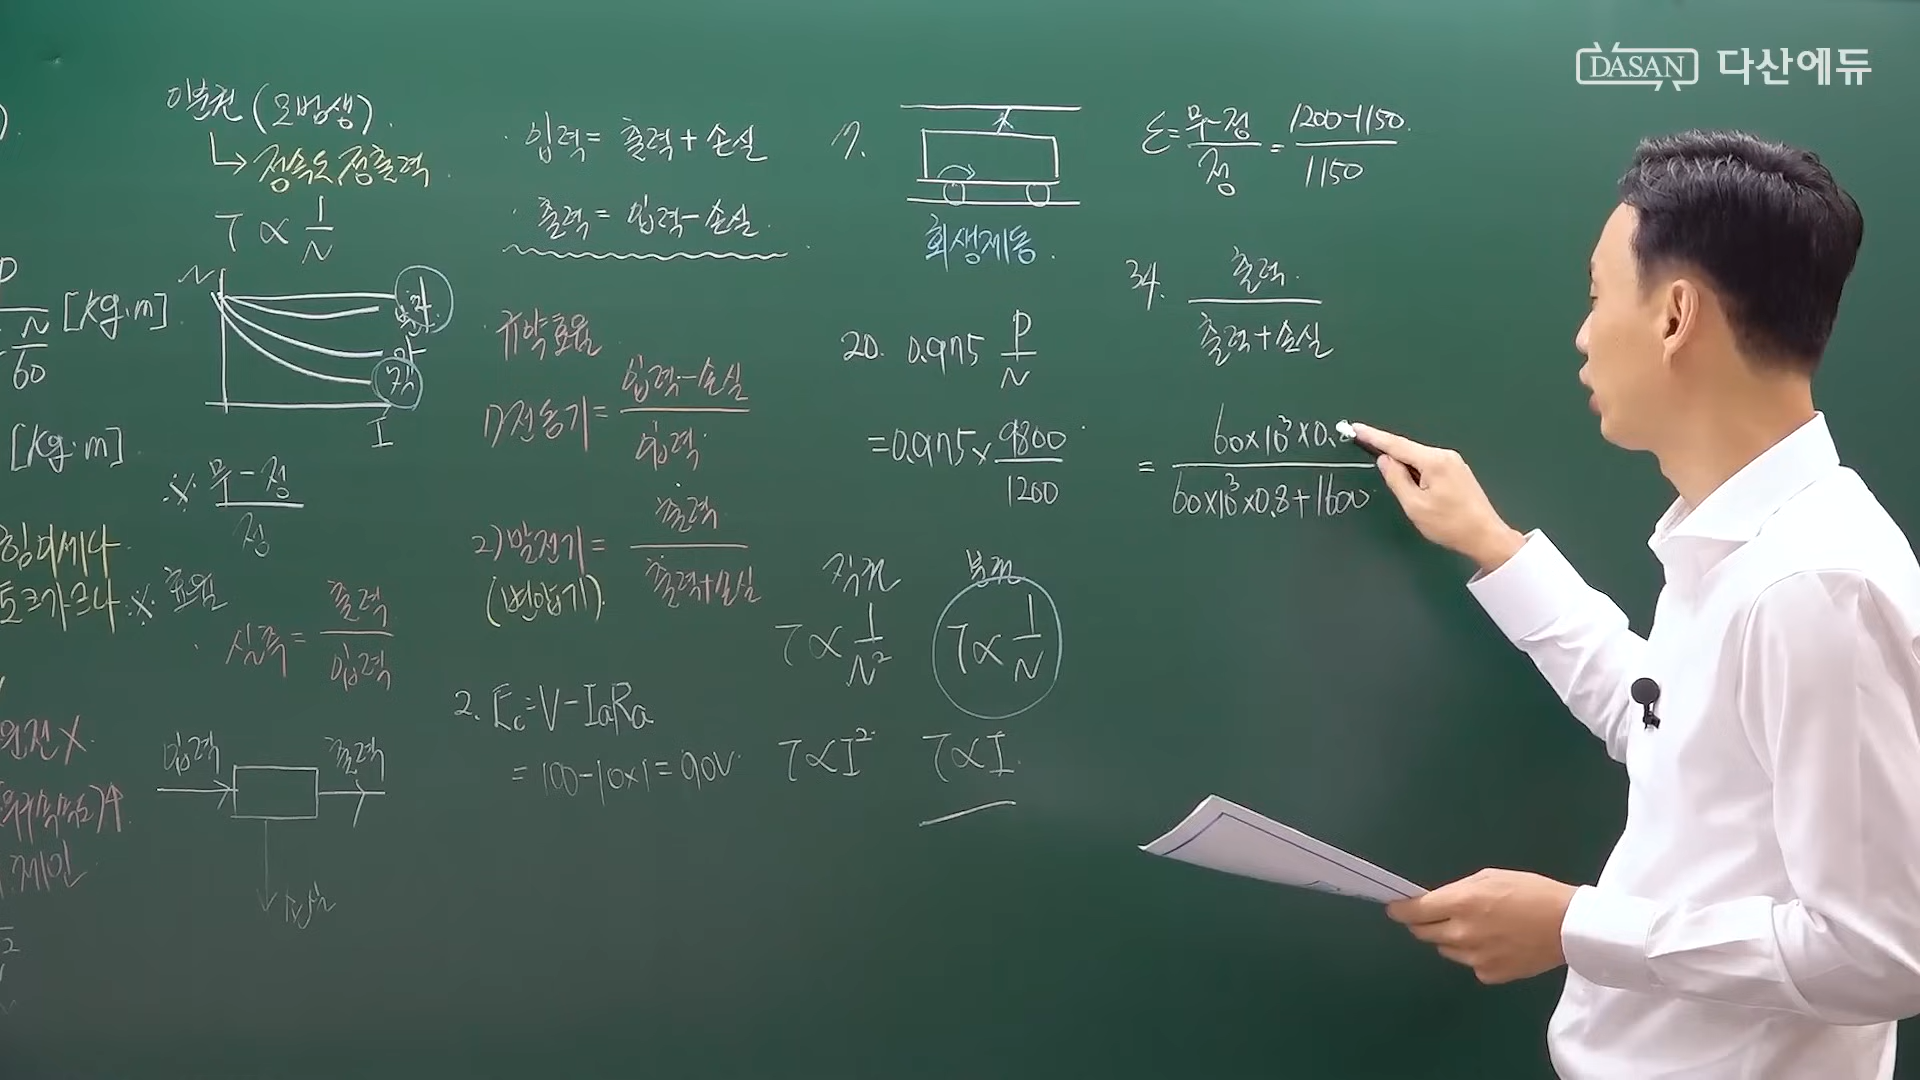 DASAN 다산에듀
타분권 (모범생).
↳ 정속도 정출력.
τ ∝ 1/N
N
분
직
I
P
N/60 [kg·m].
[kg·m]
힘이세다
토크가크다
※ 무-정/정
※ 효율
· 실측 = 출력/입력
운전 X
↑
제한
입력 출력
손실
· 입력 = 출력 + 손실
· 출력 = 입력 - 손실.
· 규약효율
1) 전동기 = 입력-손실/입력
2) 발전기 = 출력/출력+손실
(변압기).
2. Ec=V-IaRa
=100-10×1=90V.
17.
회생제동.
20. 0.975 P/N
=0.975×9800/1200
직권 분권
τ∝1/N² τ∝1/N
τ∝I² τ∝I.
ε=무-정/정=1200-1150/1150
34. 출력/출력+손실
= 60×10³×0.8/60×10³×0.8+1600